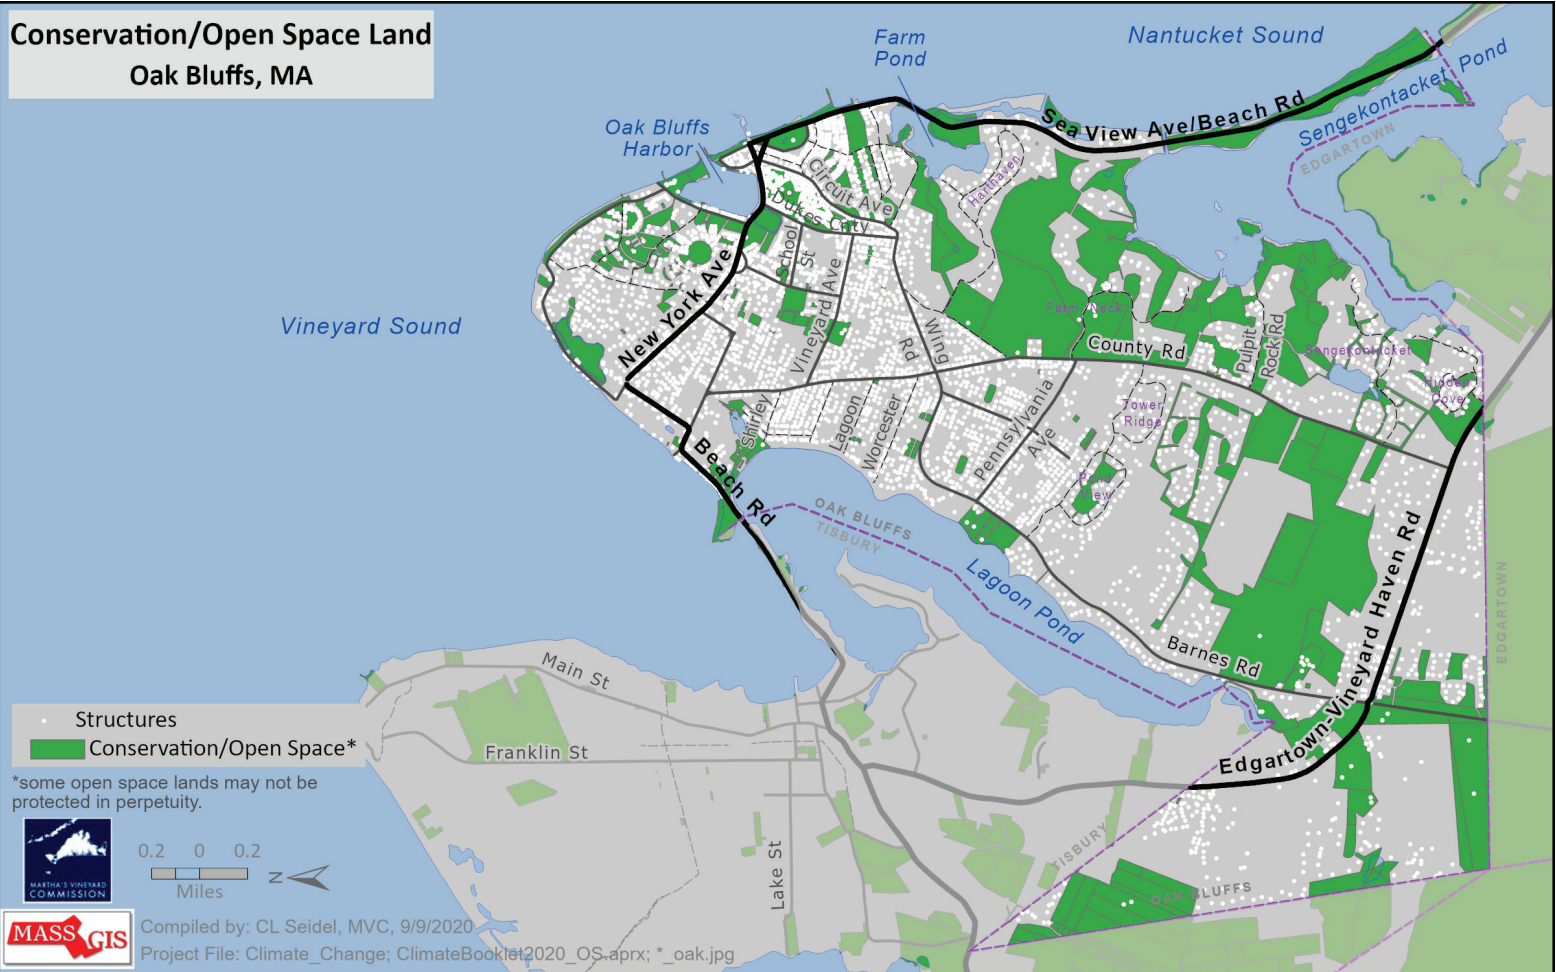 Conservation/Open Space Land
Oak Bluffs, MA
Nantucket Sound
Farm
Pond
Sengekontacket Pond
Sea View Ave/Beach Rd
EDGARTOWN
Oak Bluffs
Harbor
Circuit Ave
Dukes Cnty
Harthaven
School
St
New York Ave
Vineyard Ave
Vineyard Sound
Wing
Rd
Farm Neck
County Rd
Pulpit
Rock Rd
Sengekontacket
Hidden
Cove
Tower
Ridge
Shirley
Lagoon
Worcester
Pennsylvania
Ave
View
Beach Rd
OAK BLUFFS
TISBURY
Lagoon Pond
Edgartown-Vineyard Haven Rd
EDGARTOWN
Barnes Rd
Main St
Franklin St
Lake St
TISBURY
OAK BLUFFS
Structures
Conservation/Open Space*
*some open space lands may not be
protected in perpetuity.
0.2 0 0.2
Miles
N
MARTHA'S VINEYARD
COMMISSION
MASS GIS
Compiled by: CL Seidel, MVC, 9/9/2020
Project File: Climate_Change; ClimateBooklet2020_OS.aprx; *_oak.jpg